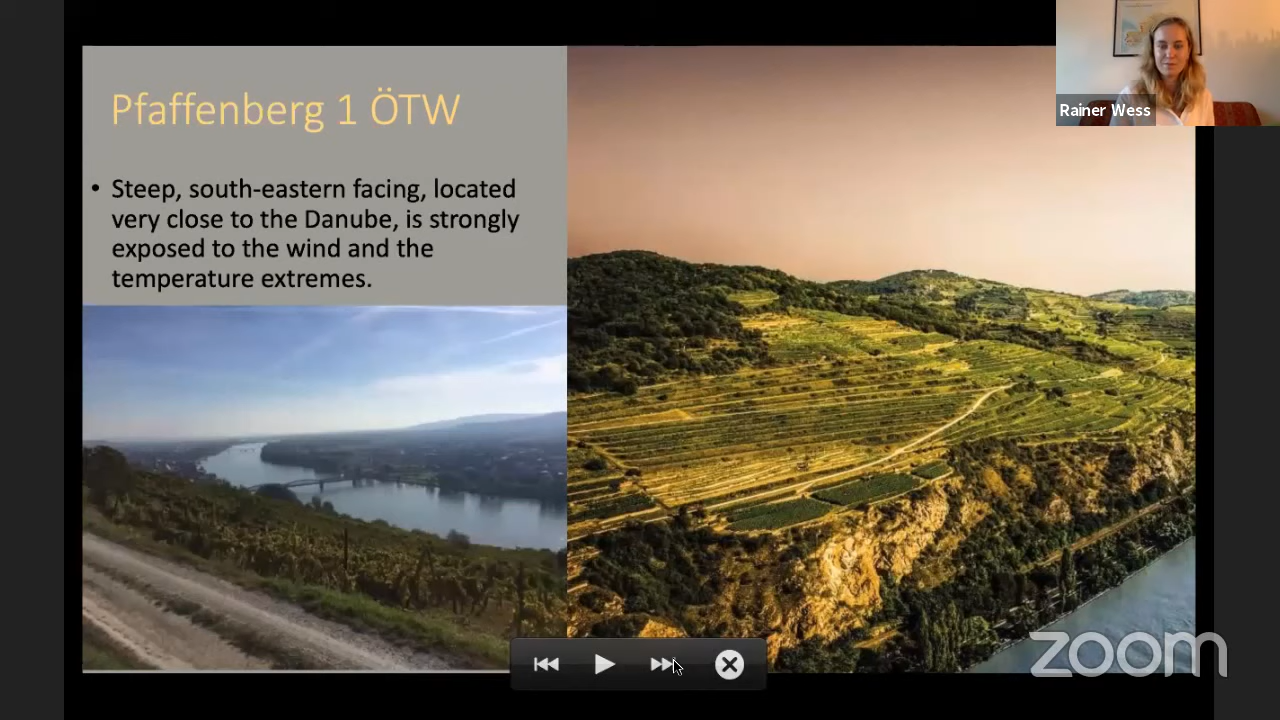 Pfaffenberg 1 ÖTW
• Steep, south-eastern facing, located
very close to the Danube, is strongly
exposed to the wind and the
temperature extremes.
Rainer Wess
zoom